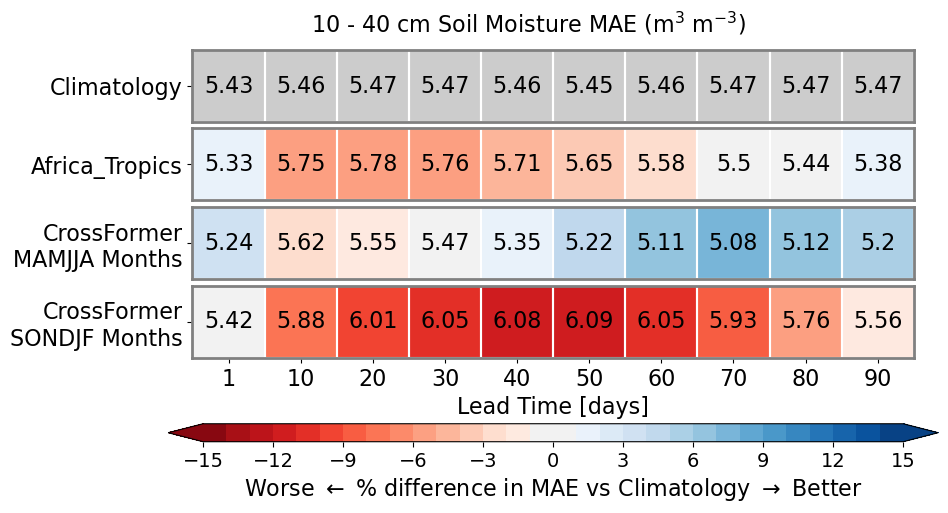 10 - 40 cm Soil Moisture MAE (m³ m⁻³)
Climatology 5.43 5.46 5.47 5.47 5.46 5.45 5.46 5.47 5.47 5.47
Africa_Tropics 5.33 5.75 5.78 5.76 5.71 5.65 5.58 5.5 5.44 5.38
CrossFormer
MAMJJA Months 5.24 5.62 5.55 5.47 5.35 5.22 5.11 5.08 5.12 5.2
CrossFormer
SONDJF Months 5.42 5.88 6.01 6.05 6.08 6.09 6.05 5.93 5.76 5.56
1 10 20 30 40 50 60 70 80 90
Lead Time [days]
−15 −12 −9 −6 −3 0 3 6 9 12 15
Worse ← % difference in MAE vs Climatology → Better